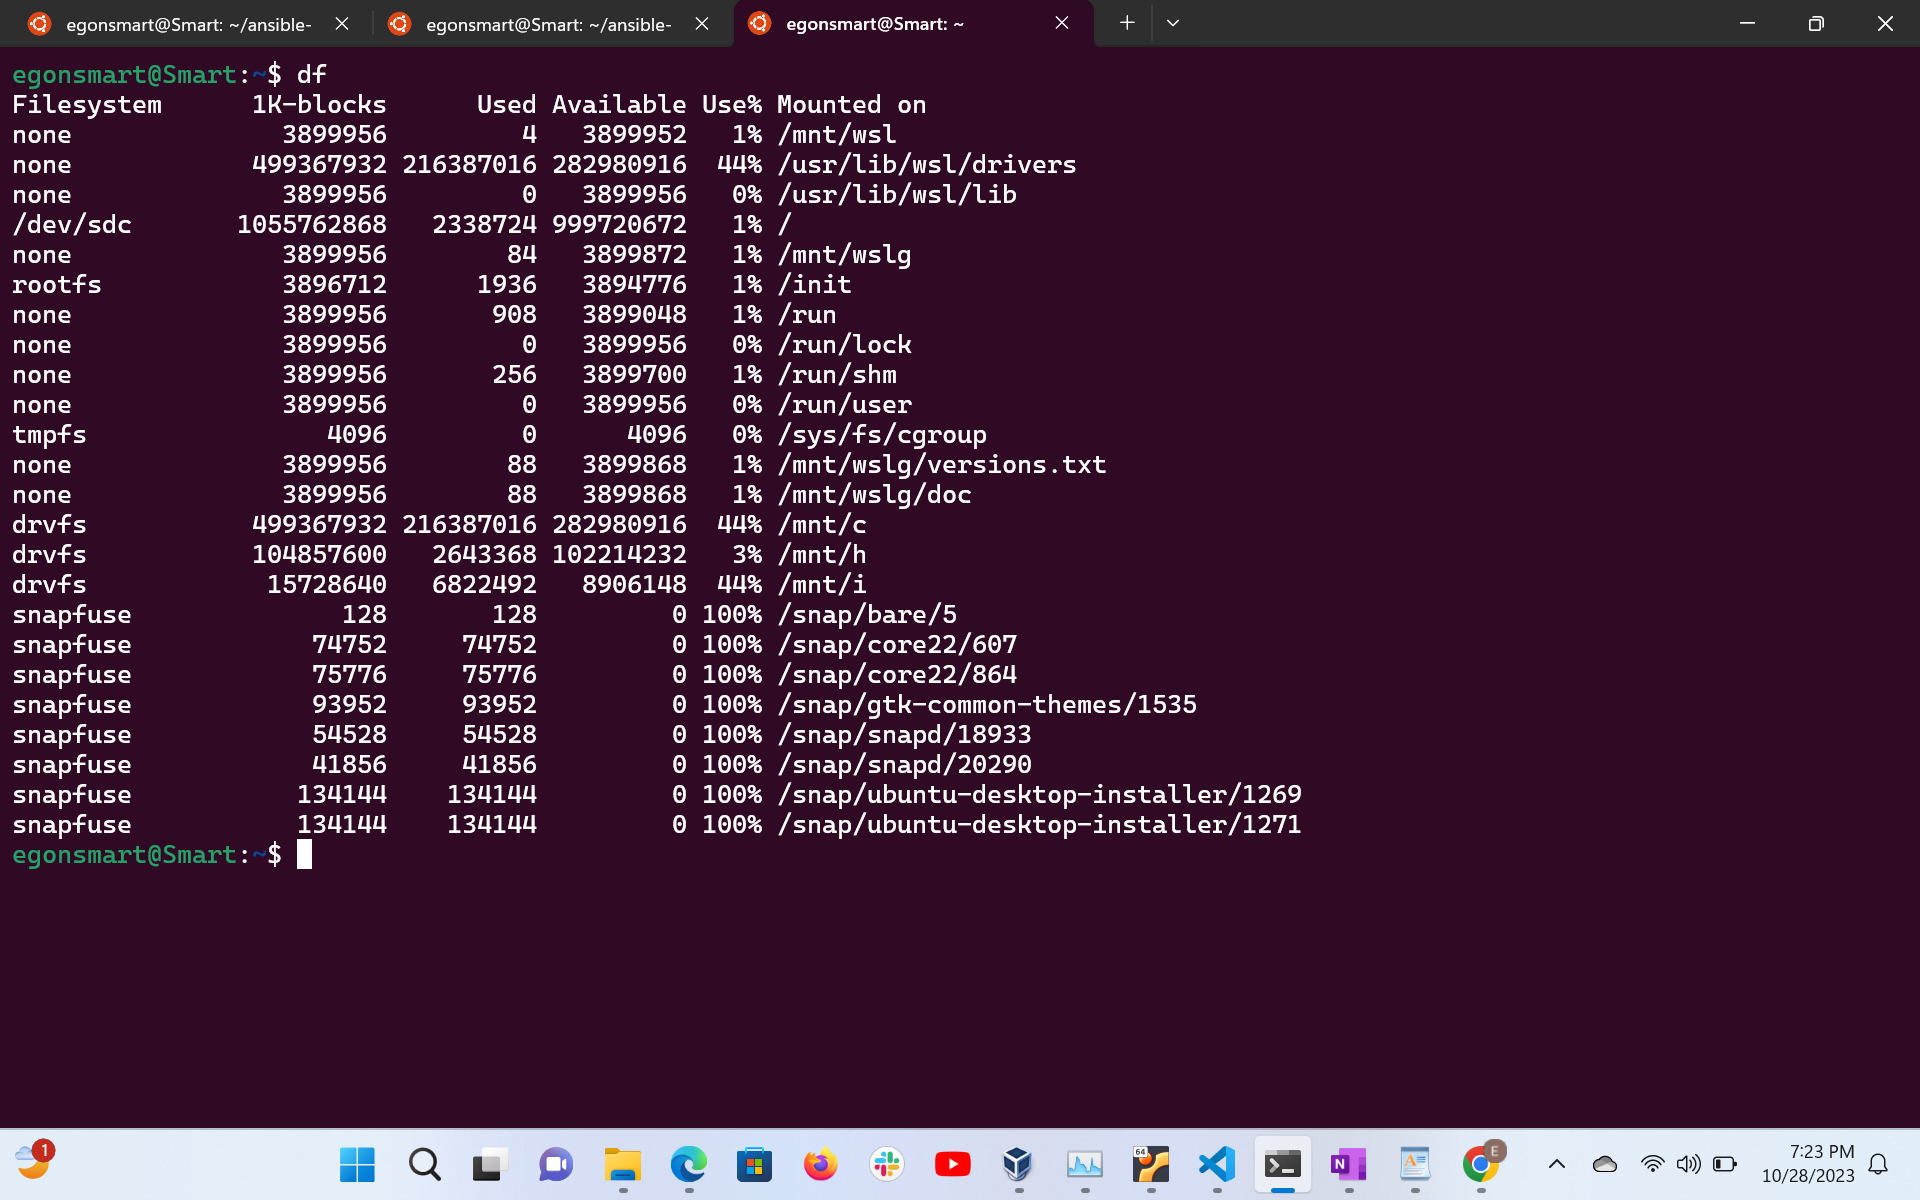 egonsmart@Smart: ~/ansible-
egonsmart@Smart: ~/ansible-
egonsmart@Smart: ~
egonsmart@Smart:~$ df
Filesystem 1K-blocks Used Available Use% Mounted on
none 3899956 4 3899952 1% /mnt/wsl
none 499367932 216387016 282980916 44% /usr/lib/wsl/drivers
none 3899956 0 3899956 0% /usr/lib/wsl/lib
/dev/sdc 1055762868 2338724 999720672 1% /
none 3899956 84 3899872 1% /mnt/wslg
rootfs 3896712 1936 3894776 1% /init
none 3899956 908 3899048 1% /run
none 3899956 0 3899956 0% /run/lock
none 3899956 256 3899700 1% /run/shm
none 3899956 0 3899956 0% /run/user
tmpfs 4096 0 4096 0% /sys/fs/cgroup
none 3899956 88 3899868 1% /mnt/wslg/versions.txt
none 3899956 88 3899868 1% /mnt/wslg/doc
drvfs 499367932 216387016 282980916 44% /mnt/c
drvfs 104857600 2643368 102214232 3% /mnt/h
drvfs 15728640 6822492 8906148 44% /mnt/i
snapfuse 128 128 0 100% /snap/bare/5
snapfuse 74752 74752 0 100% /snap/core22/607
snapfuse 75776 75776 0 100% /snap/core22/864
snapfuse 93952 93952 0 100% /snap/gtk-common-themes/1535
snapfuse 54528 54528 0 100% /snap/snapd/18933
snapfuse 41856 41856 0 100% /snap/snapd/20290
snapfuse 134144 134144 0 100% /snap/ubuntu-desktop-installer/1269
snapfuse 134144 134144 0 100% /snap/ubuntu-desktop-installer/1271
egonsmart@Smart:~$
1
64
N
A
E
7:23 PM
10/28/2023